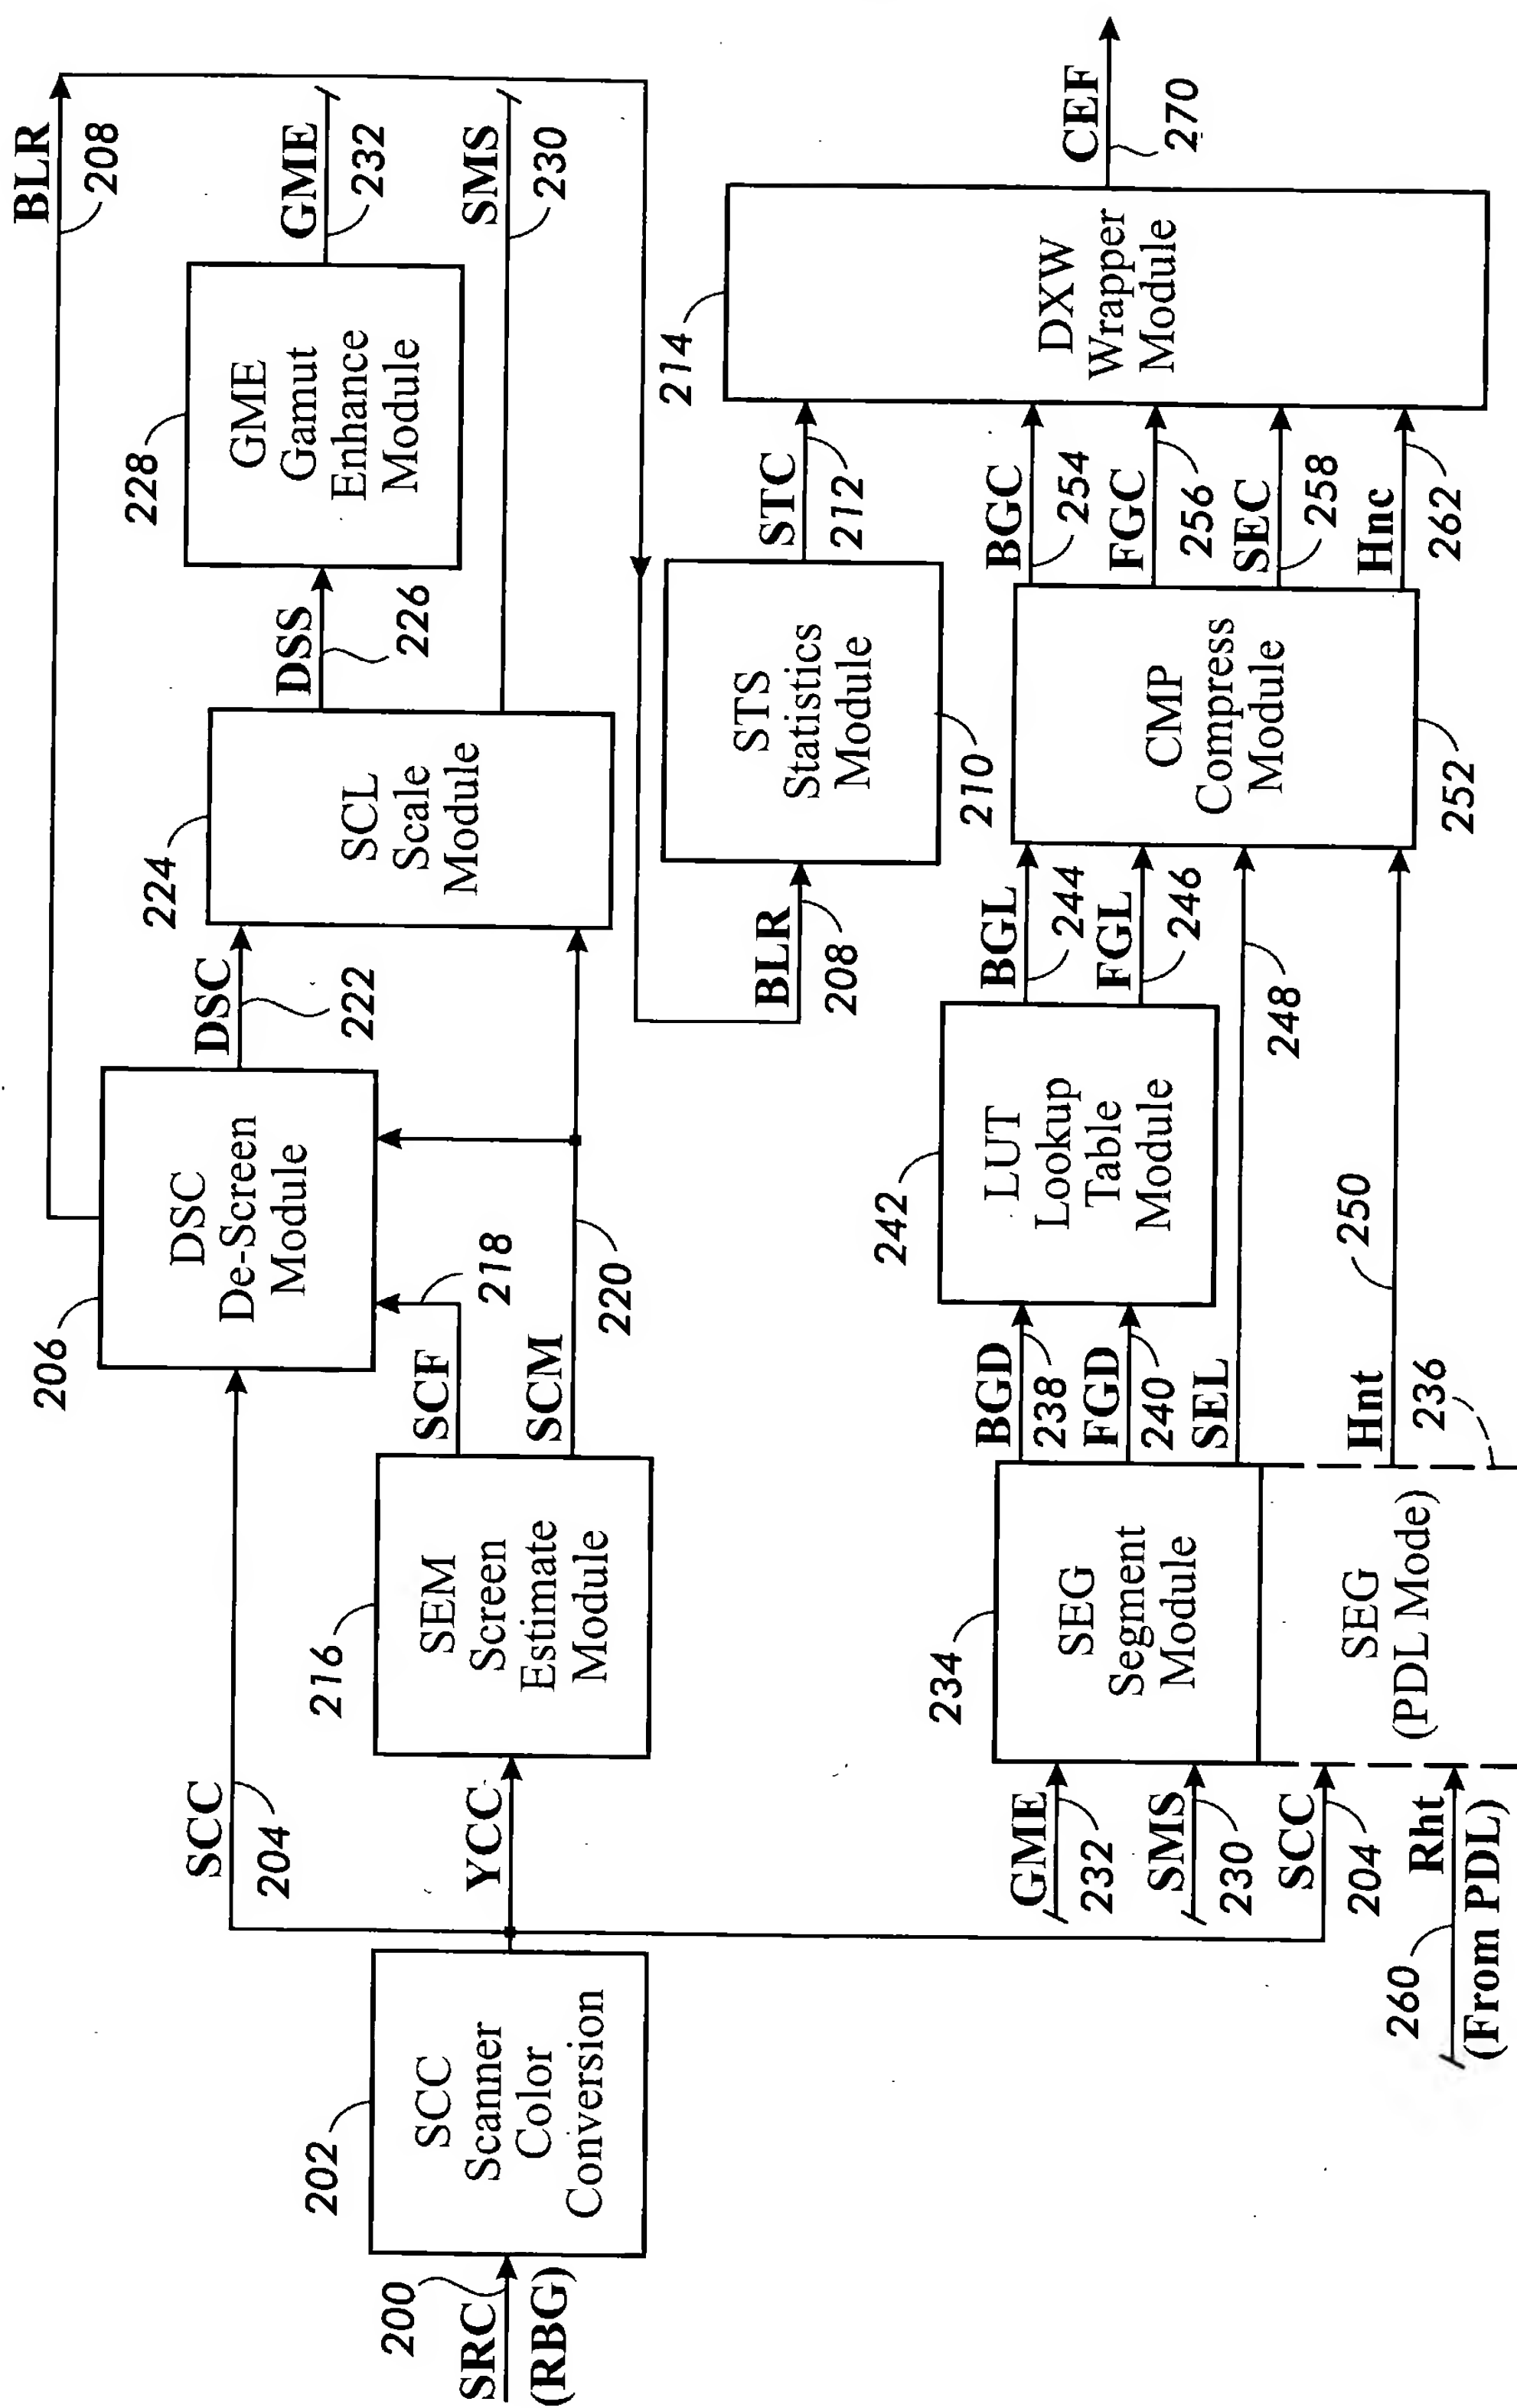 SRC
200
(RBG)
202
SCC
Scanner
Color
Conversion
SCC
204
YCC
216
SEM
Screen
Estimate
Module
SCF
218
SCM
220
206
DSC
De-Screen
Module
BLR
208
DSC
222
224
SCL
Scale
Module
DSS
226
228
GME
Gamut
Enhance
Module
GME
232
SMS
230
BLR
208
STS
Statistics
Module
210
STC
212
214
DXW
Wrapper
Module
CEF
270
GME
232
SMS
230
SCC
204
Rht
(From PDL)
260
234
SEG
Segment
Module
SEG
(PDL Mode)
236
BGD
238
FGD
240
SEL
248
Hnt
250
242
LUT
Lookup
Table
Module
BGL
244
FGL
246
CMP
Compress
Module
252
BGC
254
FGC
256
SEC
258
Hnc
262